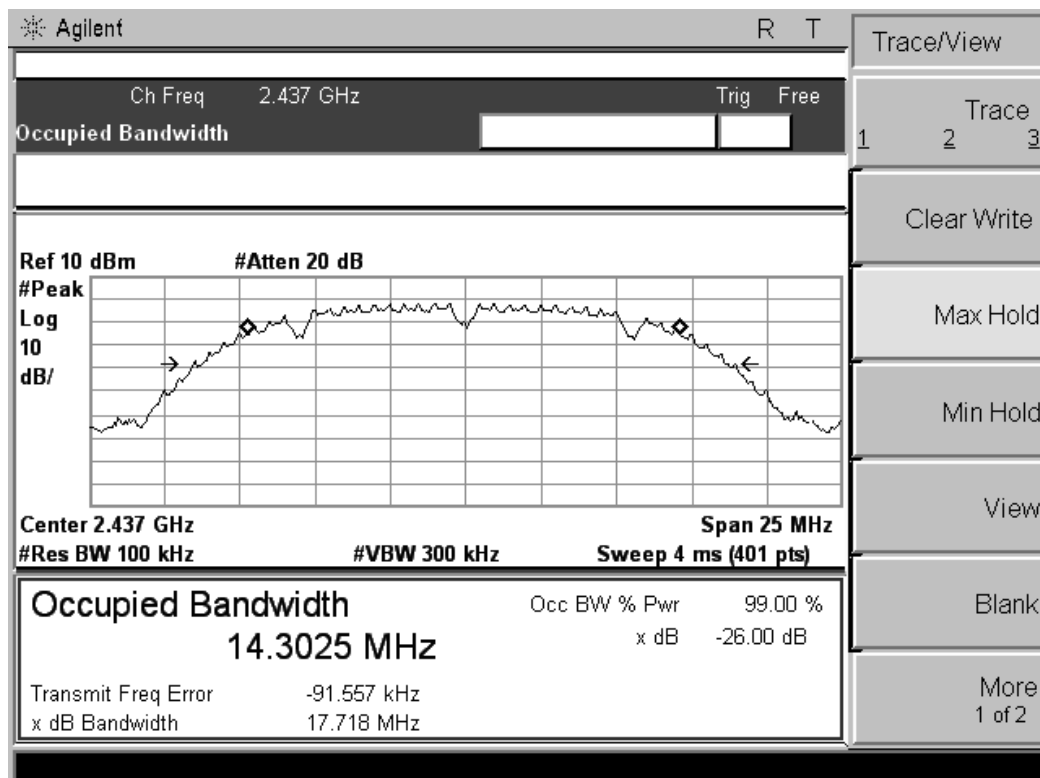 Agilent R T
Trace/View
Ch Freq 2.437 GHz Trig Free
Occupied Bandwidth
Trace
1 2 3
Clear Write
Ref 10 dBm #Atten 20 dB
#Peak
Log
10
dB/
Max Hold
Min Hold
View
Center 2.437 GHz Span 25 MHz
#Res BW 100 kHz #VBW 300 kHz Sweep 4 ms (401 pts)
Occupied Bandwidth
14.3025 MHz
Occ BW % Pwr 99.00 %
x dB -26.00 dB
Transmit Freq Error -91.557 kHz
x dB Bandwidth 17.718 MHz
Blank
More
1 of 2